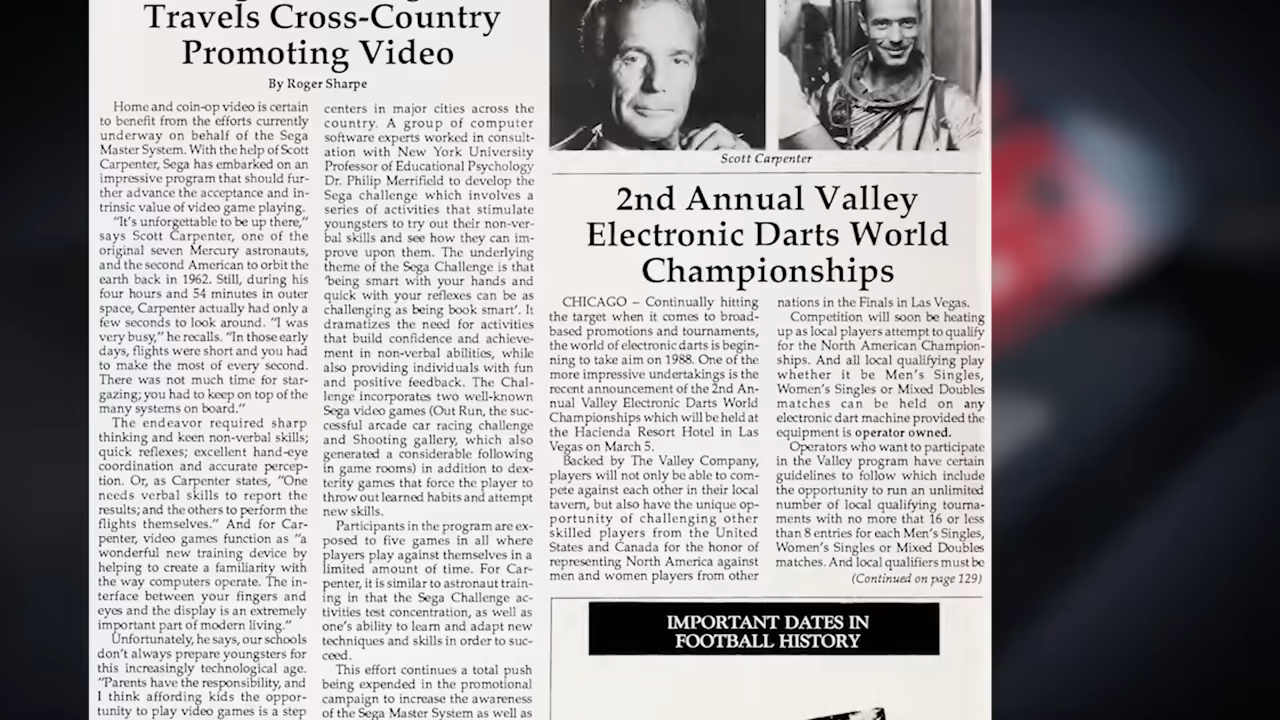 Travels Cross-Country
Promoting Video
By Roger Sharpe
Home and coin-op video is certain
to benefit from the efforts currently
underway on behalf of the Sega
Master System. With the help of Scott
Carpenter, Sega has embarked on an
impressive program that should fur-
ther advance the acceptance and in-
trinsic value of video game playing.
"It's unforgettable to be up there,"
says Scott Carpenter, one of the
original seven Mercury astronauts,
and the second American to orbit the
earth back in 1962. Still, during his
four hours and 54 minutes in outer
space, Carpenter actually had only a
few seconds to look around. "I was
very busy," he recalls. "In those early
days, flights were short and you had
to make the most of every second.
There was not much time for star-
gazing; you had to keep on top of the
many systems on board."
The endeavor required sharp
thinking and keen non-verbal skills;
quick reflexes; excellent hand-eye
coordination and accurate percep-
tion. Or, as Carpenter states, "One
needs verbal skills to report the
results; and the others to perform the
flights themselves." And for Car-
penter, video games function as "a
wonderful new training device by
helping to create a familiarity with
the way computers operate. The in-
terface between your fingers and
eyes and the display is an extremely
important part of modern living."
Unfortunately, he says, our schools
don't always prepare youngsters for
this increasingly technological age.
"Parents have the responsibility, and
I think affording kids the oppor-
tunity to play video games is a step
centers in major cities across the
country. A group of computer
software experts worked in consult-
ation with New York University
Professor of Educational Psychology
Dr. Philip Merrifield to develop the
Sega challenge which involves a
series of activities that stimulate
youngsters to try out their non-ver-
bal skills and see how they can im-
prove upon them. The underlying
theme of the Sega Challenge is that
'being smart with your hands and
quick with your reflexes can be as
challenging as being book smart'. It
dramatizes the need for activities
that build confidence and achieve-
ment in non-verbal abilities, while
also providing individuals with fun
and positive feedback. The Chal-
lenge incorporates two well-known
Sega video games (Out Run, the suc-
cessful arcade car racing challenge
and Shooting gallery, which also
generated a considerable following
in game rooms) in addition to dex-
terity games that force the player to
throw out learned habits and attempt
new skills.
Participants in the program are ex-
posed to five games in all where
players play against themselves in a
limited amount of time. For Car-
penter, it is similar to astronaut train-
ing in that the Sega Challenge ac-
tivities test concentration, as well as
one's ability to learn and adapt new
techniques and skills in order to suc-
ceed.
This effort continues a total push
being expended in the promotional
campaign to increase the awareness
of the Sega Master System as well as
Scott Carpenter
2nd Annual Valley
Electronic Darts World
Championships
CHICAGO – Continually hitting
the target when it comes to broad-
based promotions and tournaments,
the world of electronic darts is begin-
ning to take aim on 1988. One of the
more impressive undertakings is the
recent announcement of the 2nd An-
nual Valley Electronic Darts World
Championships which will be held at
the Hacienda Resort Hotel in Las
Vegas on March 5.
Backed by The Valley Company,
players will not only be able to com-
pete against each other in their local
tavern, but also have the unique op-
portunity of challenging other
skilled players from the United
States and Canada for the honor of
representing North America against
men and women players from other
nations in the Finals in Las Vegas.
Competition will soon be heating
up as local players attempt to qualify
for the North American Champion-
ships. And all local qualifying play
whether it be Men's Singles,
Women's Singles or Mixed Doubles
matches can be held on any
electronic dart machine provided the
equipment is operator owned.
Operators who want to participate
in the Valley program have certain
guidelines to follow which include
the opportunity to run an unlimited
number of local qualifying tourna-
ments with no more that 16 or less
than 8 entries for each Men's Singles,
Women's Singles or Mixed Doubles
matches. And local qualifiers must be
(Continued on page 129)
IMPORTANT DATES IN
FOOTBALL HISTORY